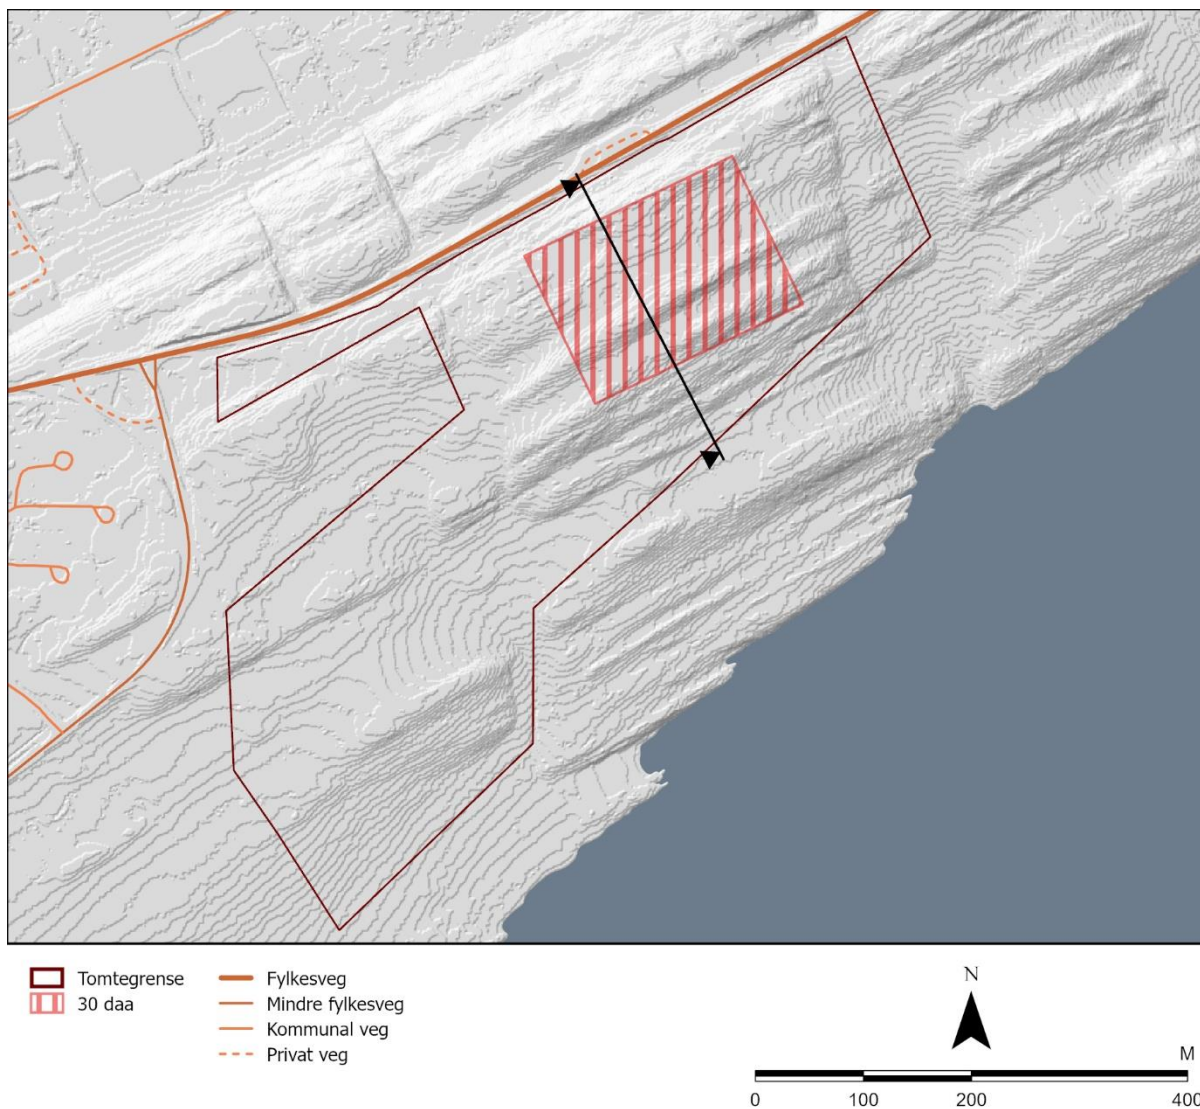 Tomtegrense
30 daa
Fylkesveg
Mindre fylkesveg
Kommunal veg
Privat veg
N
M
0 100 200 400